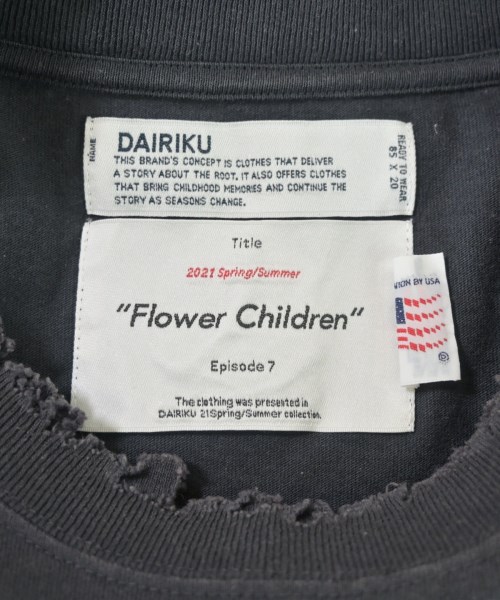 NAME
DAIRIKU
THIS BRAND'S CONCEPT IS CLOTHES THAT DELIVER
A STORY ABOUT THE ROOT. IT ALSO OFFERS CLOTHES
THAT BRING CHILDHOOD MEMORIES AND CONTINUE THE
STORY AS SEASONS CHANGE.
READY TO WEAR
85 X 20
Title
2021 Spring/Summer
"Flower Children"
Episode 7
The clothing was presented in
DAIRIKU 21Spring/Summer collection.
BY USA